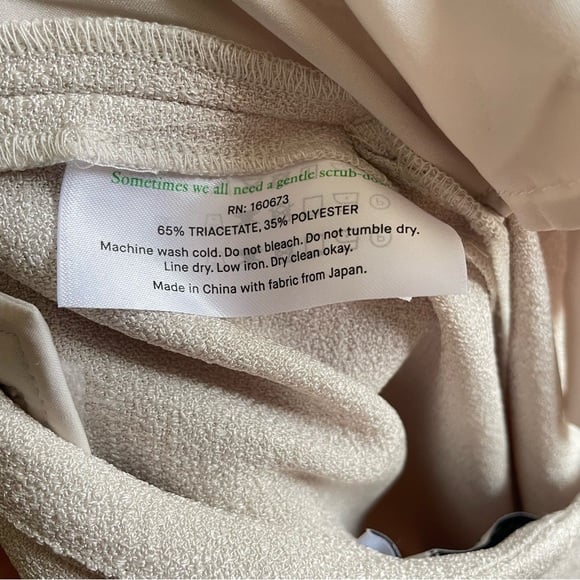 Sometimes we all need a gentle scrub-do
RN: 160673
65% TRIACETATE, 35% POLYESTER
Machine wash cold. Do not bleach. Do not tumble dry.
Line dry. Low iron. Dry clean okay.
Made in China with fabric from Japan.